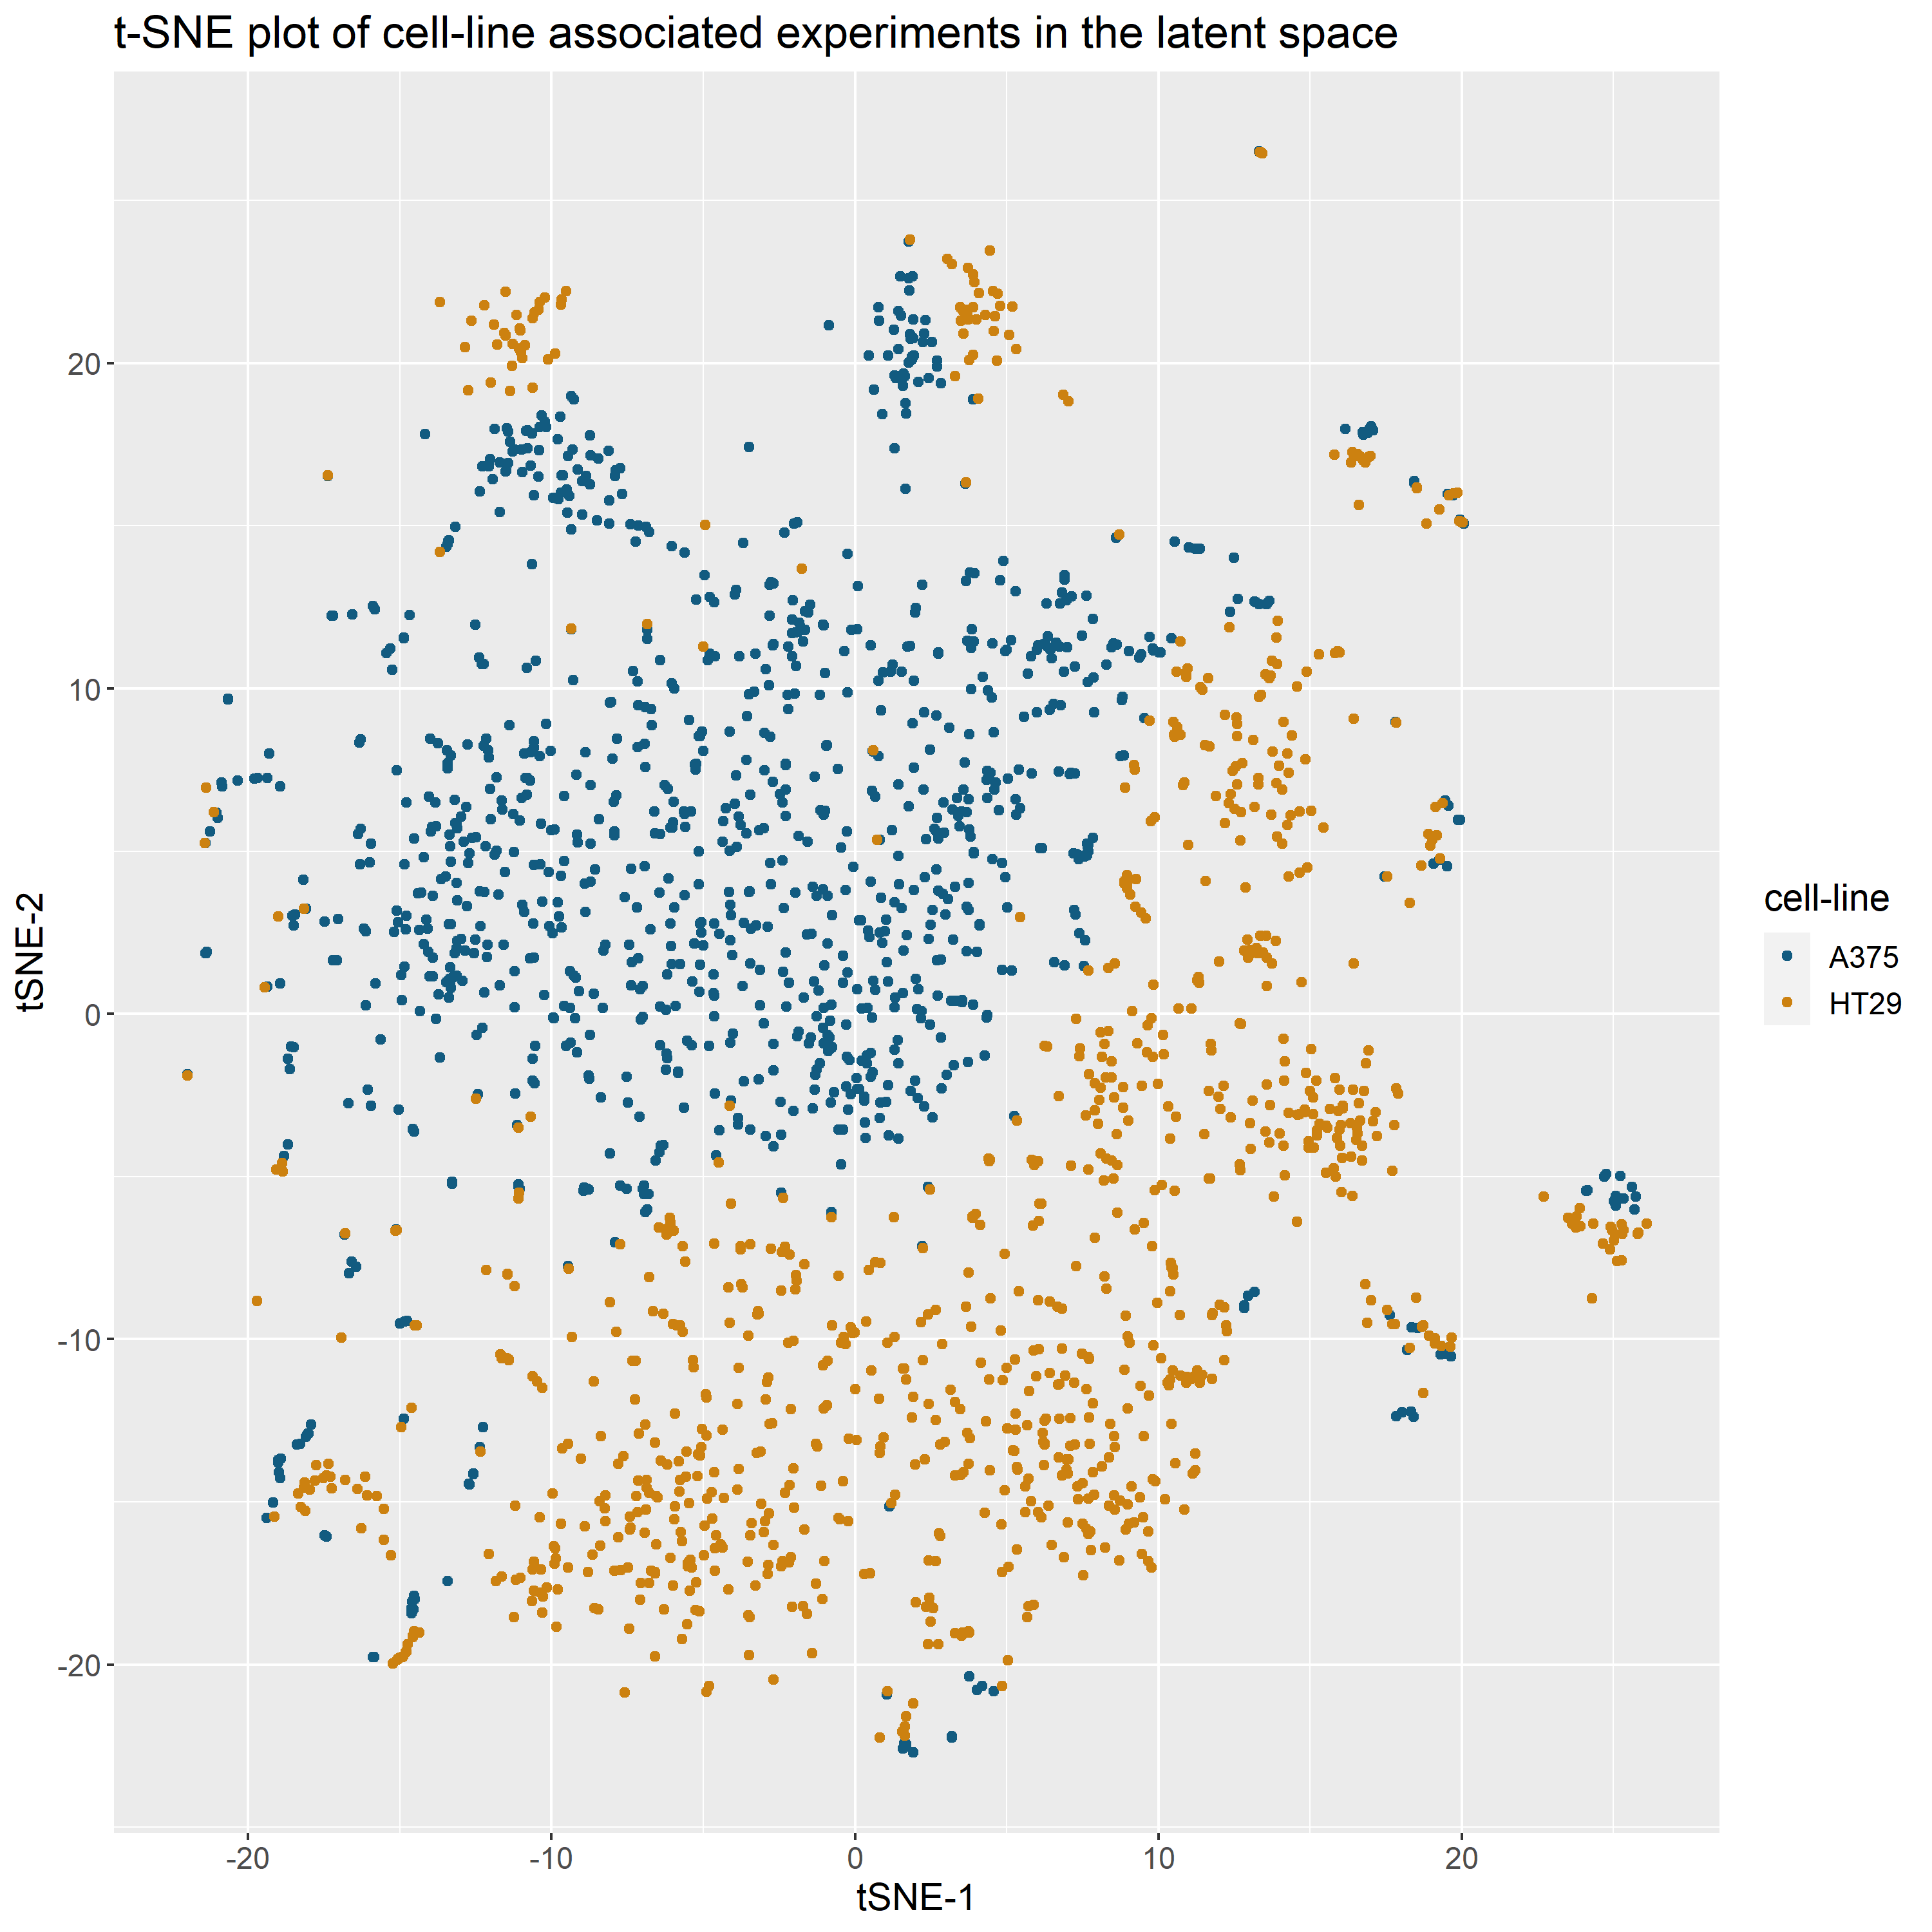 t-SNE plot of cell-line associated experiments in the latent space
20
10
0
-10
-20
tSNE-2
-20
-10
0
10
20
tSNE-1
cell-line
A375
HT29